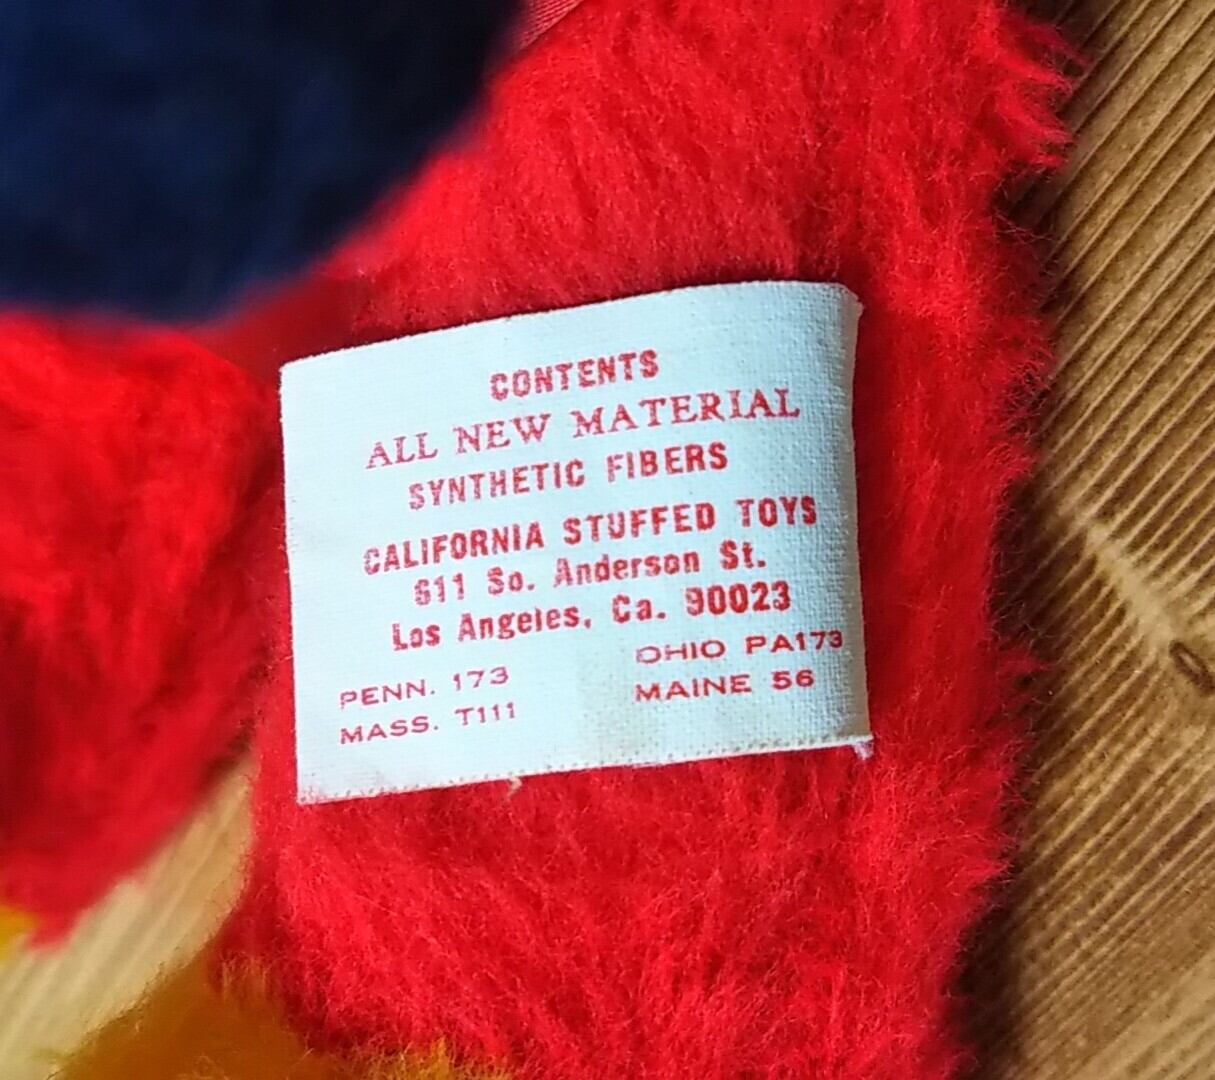 CONTENTS
ALL NEW MATERIAL
SYNTHETIC FIBERS
CALIFORNIA STUFFED TOYS
611 So. Anderson St.
Los Angeles, Ca. 90023
PENN. 173 OHIO PA173
MASS. T111 MAINE 56